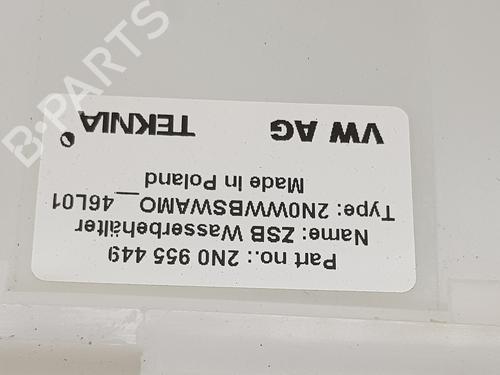 Part no.: 2N0 955 449
Name: ZSB Wasserbehälter
Type: 2N0WWBSWAMO__46L01
Made In Poland
VW AG TEKNIA
B-PARTS